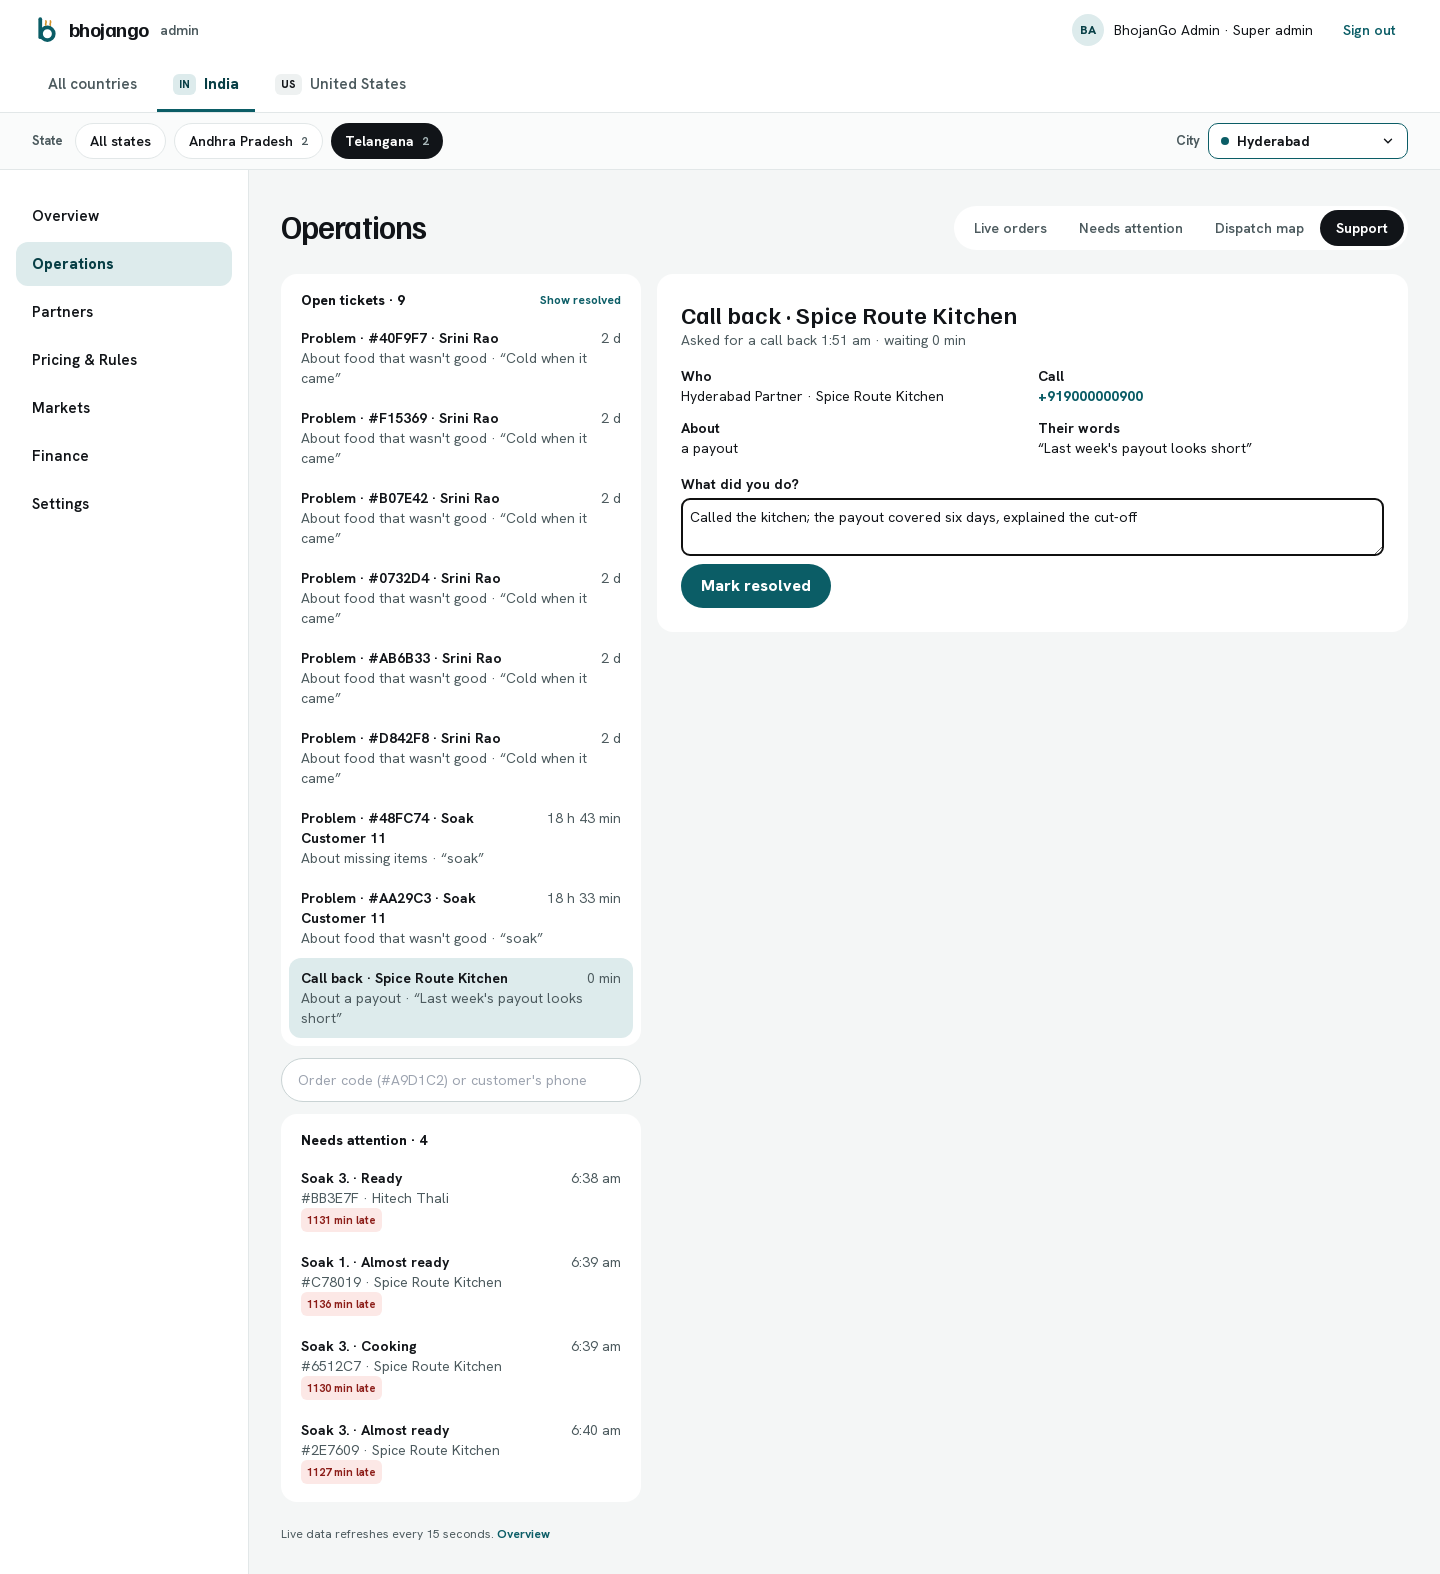 bhojango admin
BA BhojanGo Admin · Super admin Sign out
All countries IN India US United States
State All states Andhra Pradesh 2 Telangana 2 City Hyderabad
Overview
Operations
Partners
Pricing & Rules
Markets
Finance
Settings
Operations
Live orders Needs attention Dispatch map Support
Open tickets · 9 Show resolved
Problem · #40F9F7 · Srini Rao 2 d
About food that wasn't good · “Cold when it
came”
Problem · #F15369 · Srini Rao 2 d
About food that wasn't good · “Cold when it
came”
Problem · #B07E42 · Srini Rao 2 d
About food that wasn't good · “Cold when it
came”
Problem · #0732D4 · Srini Rao 2 d
About food that wasn't good · “Cold when it
came”
Problem · #AB6B33 · Srini Rao 2 d
About food that wasn't good · “Cold when it
came”
Problem · #D842F8 · Srini Rao 2 d
About food that wasn't good · “Cold when it
came”
Problem · #48FC74 · Soak 18 h 43 min
Customer 11
About missing items · “soak”
Problem · #AA29C3 · Soak 18 h 33 min
Customer 11
About food that wasn't good · “soak”
Call back · Spice Route Kitchen 0 min
About a payout · “Last week's payout looks
short”
Order code (#A9D1C2) or customer's phone
Needs attention · 4
Soak 3. · Ready 6:38 am
#BB3E7F · Hitech Thali
1131 min late
Soak 1. · Almost ready 6:39 am
#C78019 · Spice Route Kitchen
1136 min late
Soak 3. · Cooking 6:39 am
#6512C7 · Spice Route Kitchen
1130 min late
Soak 3. · Almost ready 6:40 am
#2E7609 · Spice Route Kitchen
1127 min late
Live data refreshes every 15 seconds. Overview
Call back · Spice Route Kitchen
Asked for a call back 1:51 am · waiting 0 min
Who Call
Hyderabad Partner · Spice Route Kitchen +919000000900
About Their words
a payout “Last week's payout looks short”
What did you do?
Called the kitchen; the payout covered six days, explained the cut-off
Mark resolved